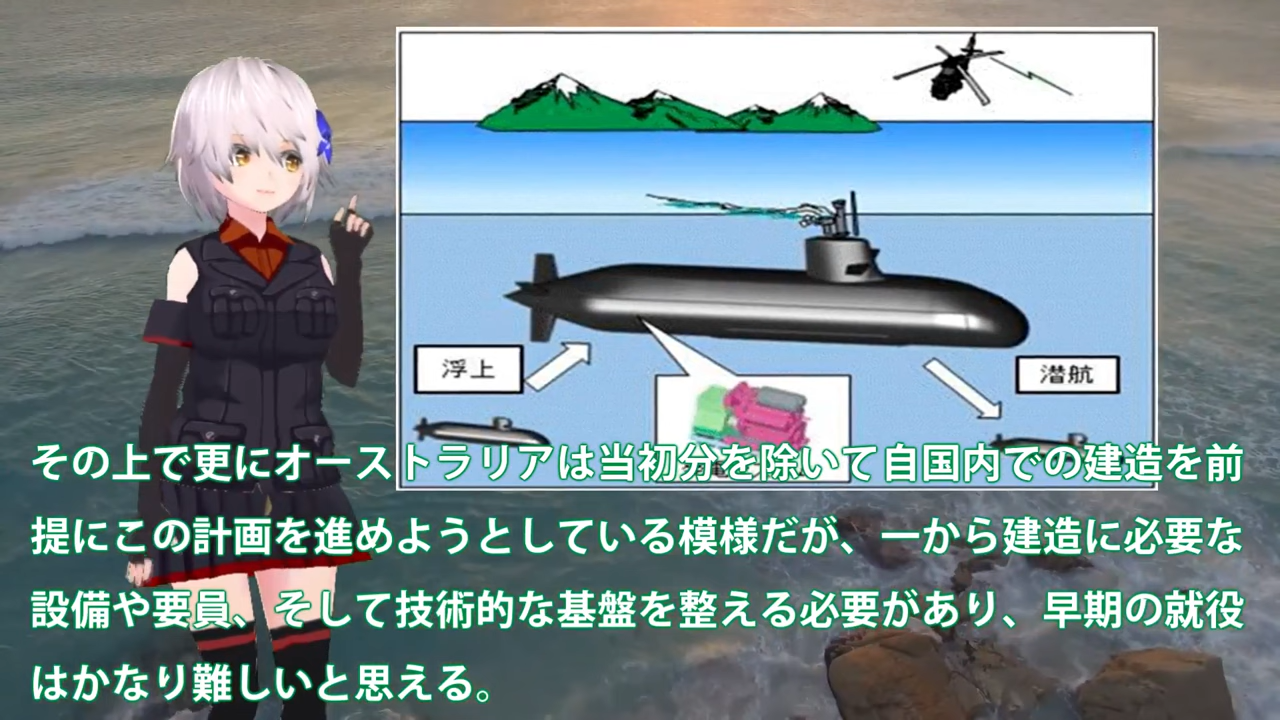 浮上
潜航
その上で更にオーストラリアは当初分を除いて自国内での建造を前
提にこの計画を進めようとしている模様だが、一から建造に必要な
設備や要員、そして技術的な基盤を整える必要があり、早期の就役
はかなり難しいと思える。